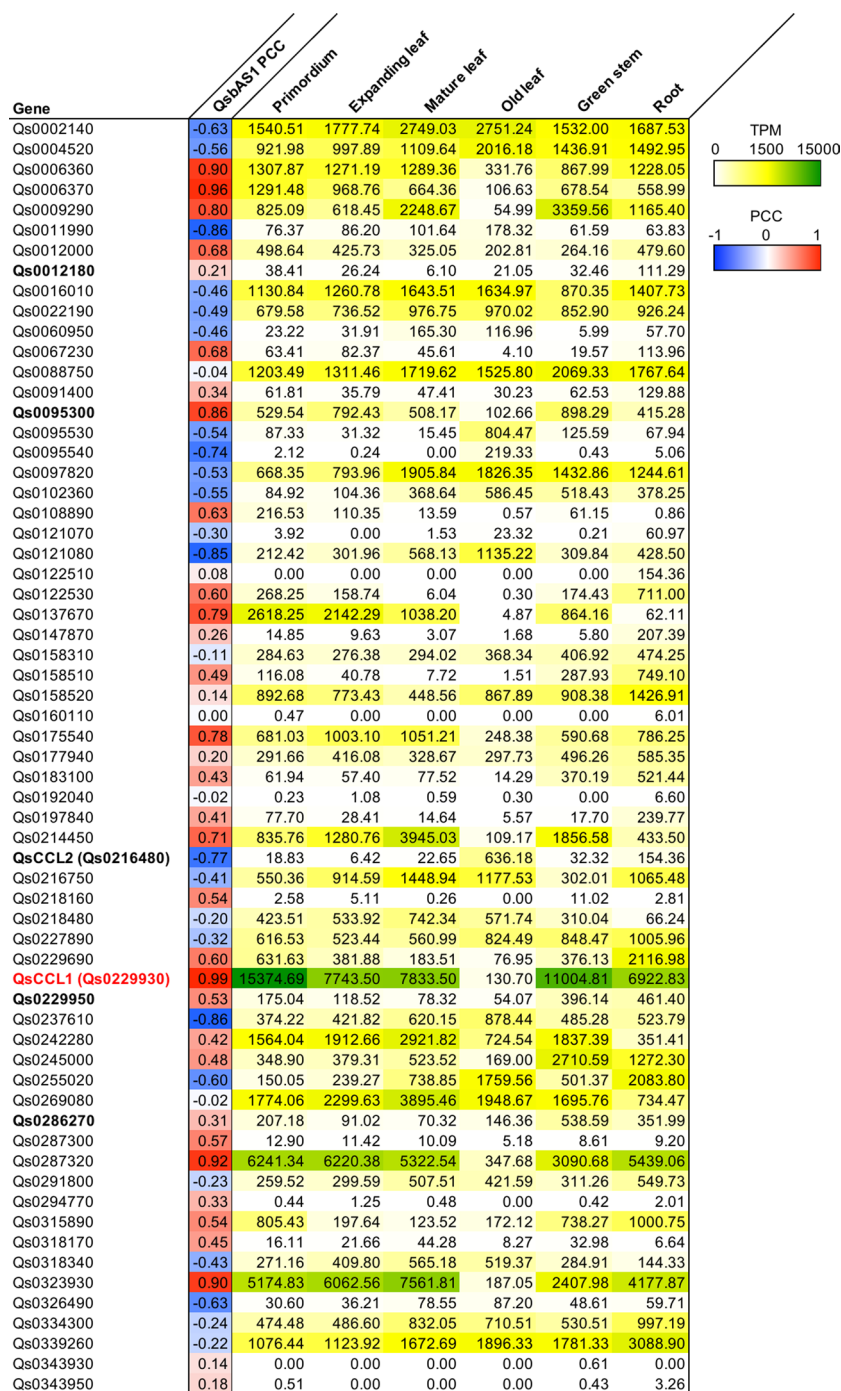 Gene QsbAS1 PCC Primordium Expanding leaf Mature leaf Old leaf Green stem Root
Qs0002140 -0.63 1540.51 1777.74 2749.03 2751.24 1532.00 1687.53
Qs0004520 -0.56 921.98 997.89 1109.64 2016.18 1436.91 1492.95
Qs0006360 0.90 1307.87 1271.19 1289.36 331.76 867.99 1228.05
Qs0006370 0.96 1291.48 968.76 664.36 106.63 678.54 558.99
Qs0009290 0.80 825.09 618.45 2248.67 54.99 3359.56 1165.40
Qs0011990 -0.86 76.37 86.20 101.64 178.32 61.59 63.83
Qs0012000 0.68 498.64 425.73 325.05 202.81 264.16 479.60
Qs0012180 0.21 38.41 26.24 6.10 21.05 32.46 111.29
Qs0016010 -0.46 1130.84 1260.78 1643.51 1634.97 870.35 1407.73
Qs0022190 -0.49 679.58 736.52 976.75 970.02 852.90 926.24
Qs0060950 -0.46 23.22 31.91 165.30 116.96 5.99 57.70
Qs0067230 0.68 63.41 82.37 45.61 4.10 19.57 113.96
Qs0088750 -0.04 1203.49 1311.46 1719.62 1525.80 2069.33 1767.64
Qs0091400 0.34 61.81 35.79 47.41 30.23 62.53 129.88
Qs0095300 0.86 529.54 792.43 508.17 102.66 898.29 415.28
Qs0095530 -0.54 87.33 31.32 15.45 804.47 125.59 67.94
Qs0095540 -0.74 2.12 0.24 0.00 219.33 0.43 5.06
Qs0097820 -0.53 668.35 793.96 1905.84 1826.35 1432.86 1244.61
Qs0102360 -0.55 84.92 104.36 368.64 586.45 518.43 378.25
Qs0108890 0.63 216.53 110.35 13.59 0.57 61.15 0.86
Qs0121070 -0.30 3.92 0.00 1.53 23.32 0.21 60.97
Qs0121080 -0.85 212.42 301.96 568.13 1135.22 309.84 428.50
Qs0122510 0.08 0.00 0.00 0.00 0.00 0.00 154.36
Qs0122530 0.60 268.25 158.74 6.04 0.30 174.43 711.00
Qs0137670 0.79 2618.25 2142.29 1038.20 4.87 864.16 62.11
Qs0147870 0.26 14.85 9.63 3.07 1.68 5.80 207.39
Qs0158310 -0.11 284.63 276.38 294.02 368.34 406.92 474.25
Qs0158510 0.49 116.08 40.78 7.72 1.51 287.93 749.10
Qs0158520 0.14 892.68 773.43 448.56 867.89 908.38 1426.91
Qs0160110 0.00 0.47 0.00 0.00 0.00 0.00 6.01
Qs0175540 0.78 681.03 1003.10 1051.21 248.38 590.68 786.25
Qs0177940 0.20 291.66 416.08 328.67 297.73 496.26 585.35
Qs0183100 0.43 61.94 57.40 77.52 14.29 370.19 521.44
Qs0192040 -0.02 0.23 1.08 0.59 0.30 0.00 6.60
Qs0197840 0.41 77.70 28.41 14.64 5.57 17.70 239.77
Qs0214450 0.71 835.76 1280.76 3945.03 109.17 1856.58 433.50
QsCCL2 (Qs0216480) -0.77 18.83 6.42 22.65 636.18 32.32 154.36
Qs0216750 -0.41 550.36 914.59 1448.94 1177.53 302.01 1065.48
Qs0218160 0.54 2.58 5.11 0.26 0.00 11.02 2.81
Qs0218480 -0.20 423.51 533.92 742.34 571.74 310.04 66.24
Qs0227890 -0.32 616.53 523.44 560.99 824.49 848.47 1005.96
Qs0229690 0.60 631.63 381.88 183.51 76.95 376.13 2116.98
QsCCL1 (Qs0229930) 0.99 15374.69 7743.50 7833.50 130.70 11004.81 6922.83
Qs0229950 0.53 175.04 118.52 78.32 54.07 396.14 461.40
Qs0237610 -0.86 374.22 421.82 620.15 878.44 485.28 523.79
Qs0242280 0.42 1564.04 1912.66 2921.82 724.54 1837.39 351.41
Qs0245000 0.48 348.90 379.31 523.52 169.00 2710.59 1272.30
Qs0255020 -0.60 150.05 239.27 738.85 1759.56 501.37 2083.80
Qs0269080 -0.02 1774.06 2299.63 3895.46 1948.67 1695.76 734.47
Qs0286270 0.31 207.18 91.02 70.32 146.36 538.59 351.99
Qs0287300 0.57 12.90 11.42 10.09 5.18 8.61 9.20
Qs0287320 0.92 6241.34 6220.38 5322.54 347.68 3090.68 5439.06
Qs0291800 -0.23 259.52 299.59 507.51 421.59 311.26 549.73
Qs0294770 0.33 0.44 1.25 0.48 0.00 0.42 2.01
Qs0315890 0.54 805.43 197.64 123.52 172.12 738.27 1000.75
Qs0318170 0.45 16.11 21.66 44.28 8.27 32.98 6.64
Qs0318340 -0.43 271.16 409.80 565.18 519.37 284.91 144.33
Qs0323930 0.90 5174.83 6062.56 7561.81 187.05 2407.98 4177.87
Qs0326490 -0.63 30.60 36.21 78.55 87.20 48.61 59.71
Qs0334300 -0.24 474.48 486.60 832.05 710.51 530.51 997.19
Qs0339260 -0.22 1076.44 1123.92 1672.69 1896.33 1781.33 3088.90
Qs0343930 0.14 0.00 0.00 0.00 0.00 0.61 0.00
Qs0343950 0.18 0.51 0.00 0.00 0.00 0.43 3.26
TPM
0 1500 15000
PCC
-1 0 1